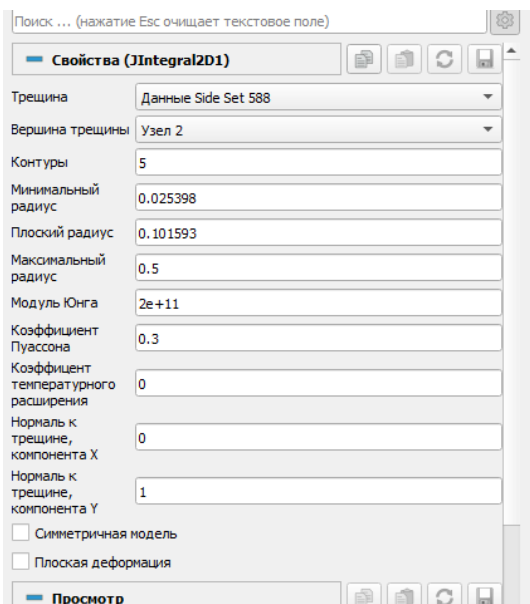 Поиск ... (нажатие Esc очищает текстовое поле)
Свойства (JIntegral2D1)
Трещина
Данные Side Set 588
Вершина трещины
Узел 2
Контуры
5
Минимальный
радиус
0.025398
Плоский радиус
0.101593
Максимальный
радиус
0.5
Модуль Юнга
2e+11
Коэффициент
Пуассона
0.3
Коэффицент
температурного
расширения
0
Нормаль к
трещине,
компонента X
0
Нормаль к
трещине,
компонента Y
1
Симметричная модель
Плоская деформация
Просмотр